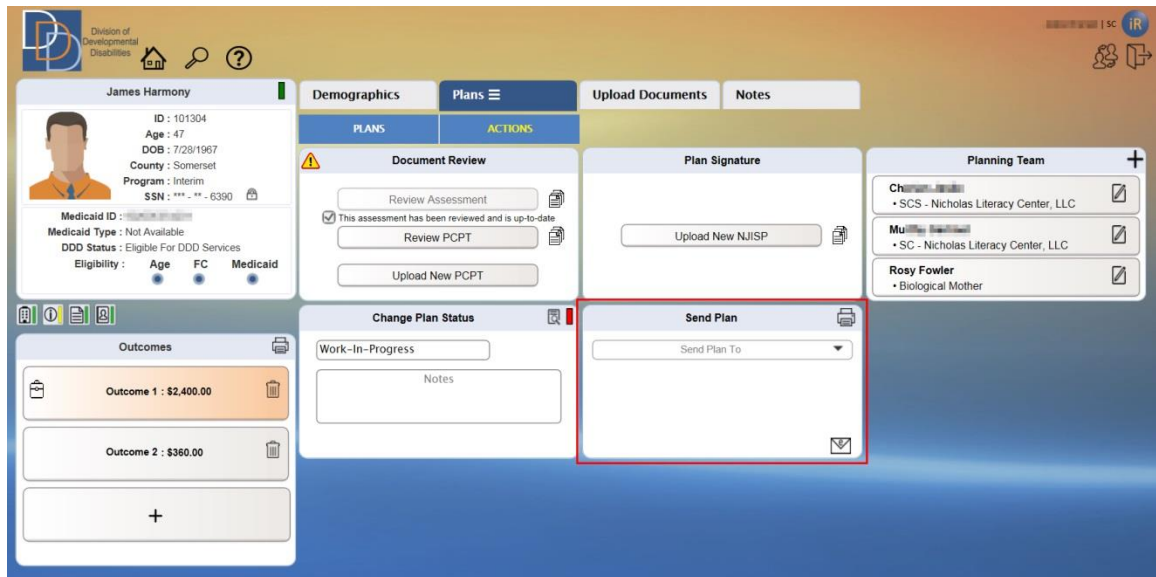 Division of
Developmental
Disabilities
| SC
iR
James Harmony
ID : 101304
Age : 47
DOB : 7/28/1967
County : Somerset
Program : Interim
SSN : *** - ** - 6390
Medicaid ID :
Medicaid Type : Not Available
DDD Status : Eligible For DDD Services
Eligibility : Age FC Medicaid
Outcomes
Outcome 1 : $2,400.00
Outcome 2 : $360.00
+
Demographics
Plans
Upload Documents
Notes
PLANS
ACTIONS
Document Review
Review Assessment
This assessment has been reviewed and is up-to-date
Review PCPT
Upload New PCPT
Plan Signature
Upload New NJISP
Planning Team
+
• SCS - Nicholas Literacy Center, LLC
• SC - Nicholas Literacy Center, LLC
Rosy Fowler
• Biological Mother
Change Plan Status
Work-In-Progress
Notes
Send Plan
Send Plan To